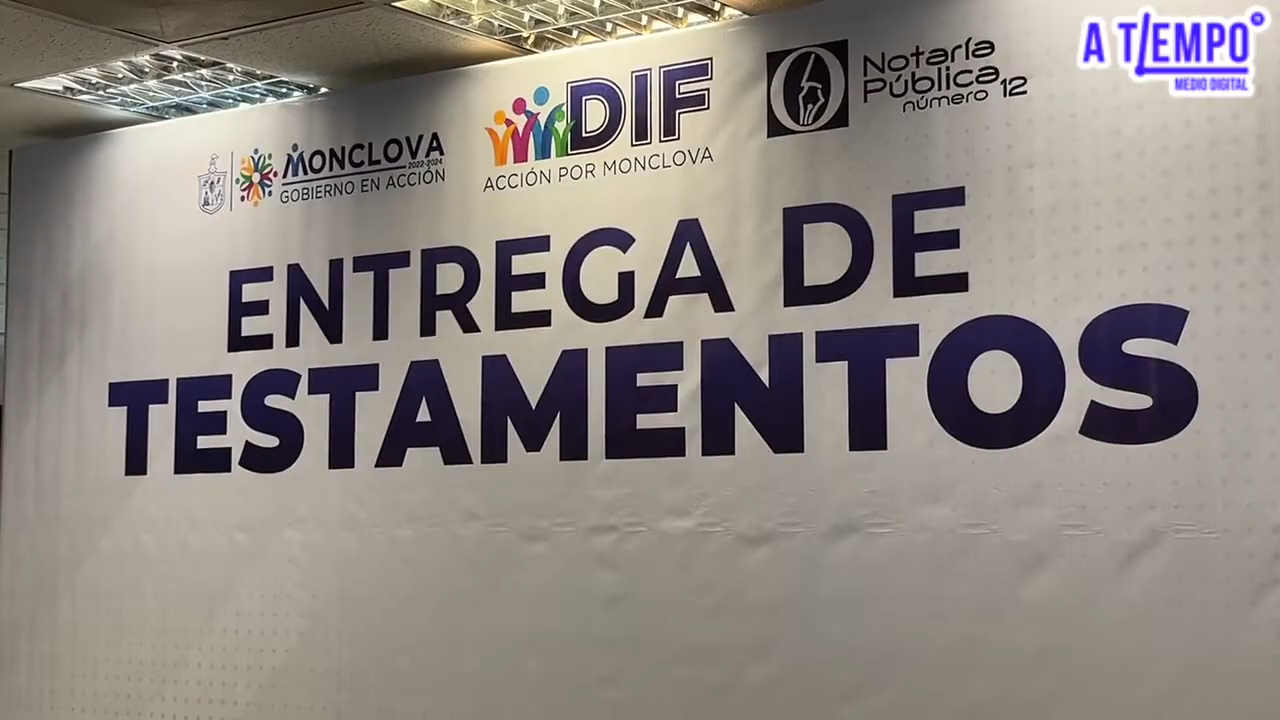 A TIEMPO
MEDIO DIGITAL
MONCLOVA
2022-2024
GOBIERNO EN ACCIÓN
DIF
ACCIÓN POR MONCLOVA
Notaría
Pública
número 12
ENTREGA DE
TESTAMENTOS